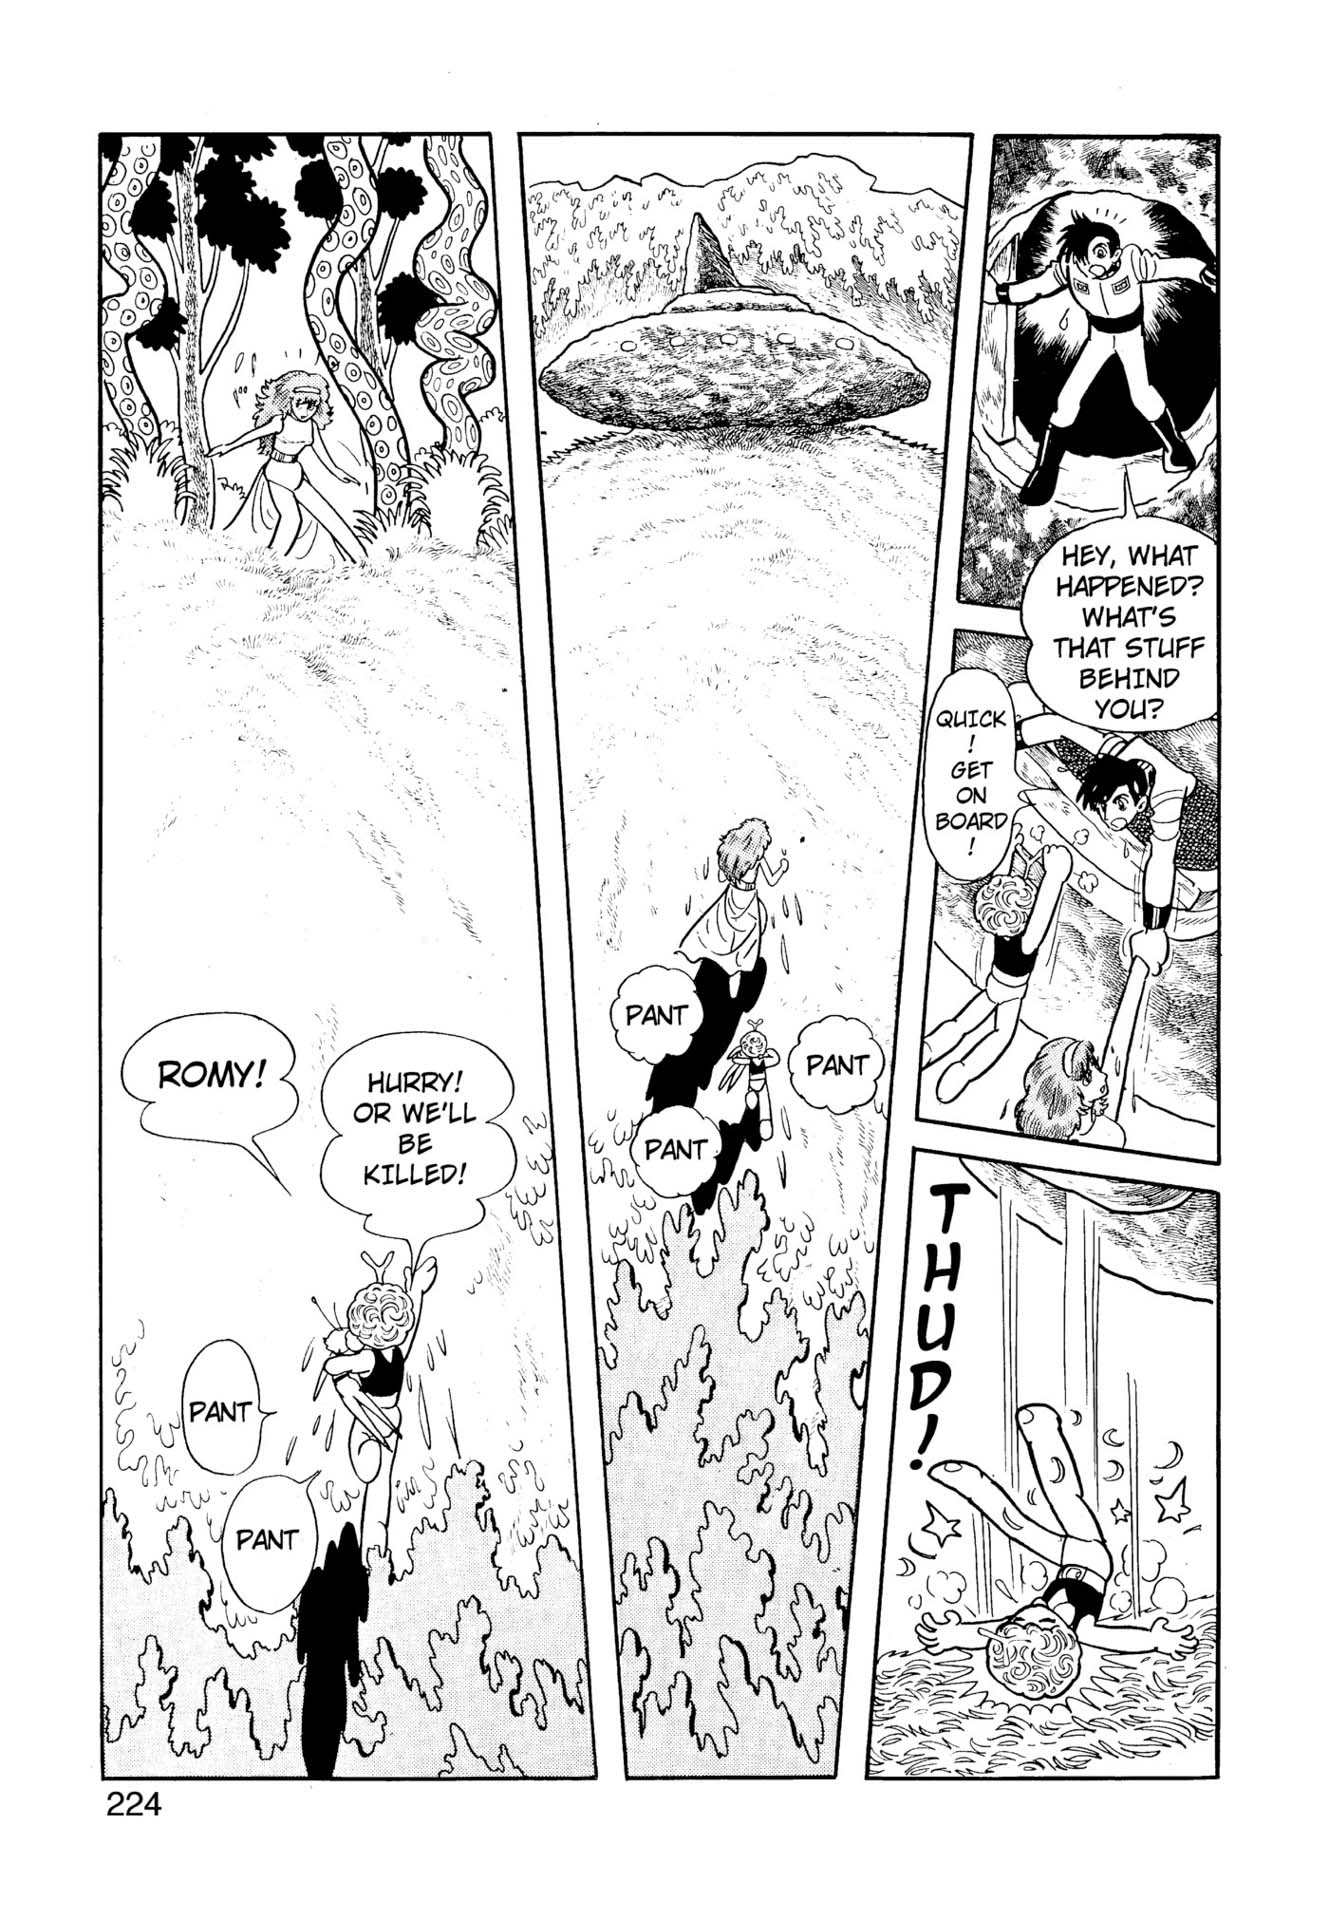 ROMY!
HURRY!
OR WE'LL
BE
KILLED!
PANT
PANT
PANT
PANT
PANT
HEY, WHAT
HAPPENED?
WHAT'S
THAT STUFF
BEHIND
YOU?
QUICK
!
GET
ON
BOARD
!
THUD!
224